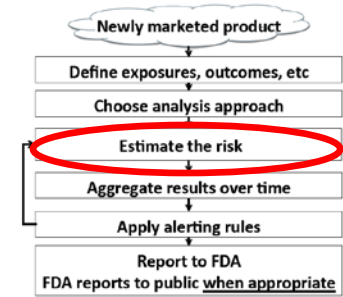 Newly marketed product
Define exposures, outcomes, etc
Choose analysis approach
Estimate the risk
Aggregate results over time
Apply alerting rules
Report to FDA
FDA reports to public when appropriate